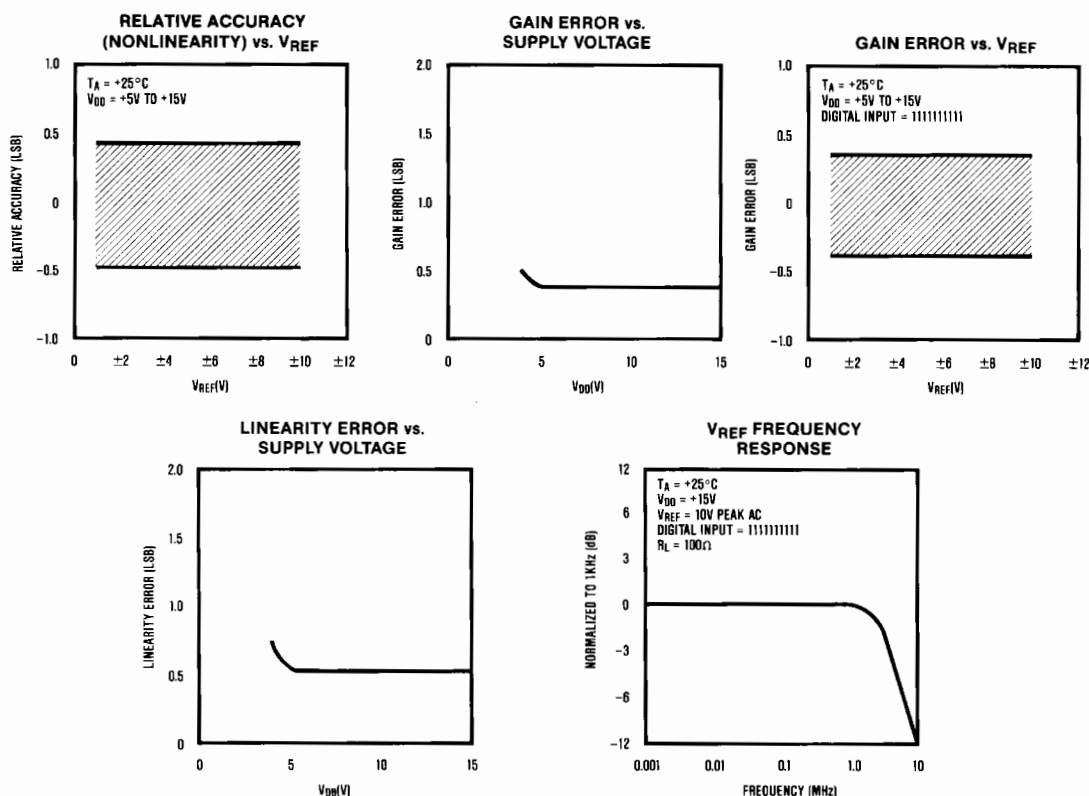 RELATIVE ACCURACY
(NONLINEARITY) vs. VREF
1.0
TA = +25°C
VDD = +5V TO +15V
0.5
0
−0.5
−1.0
RELATIVE ACCURACY (LSB)
0 ±2 ±4 ±6 ±8 ±10 ±12
VREF(V)
GAIN ERROR vs.
SUPPLY VOLTAGE
2.0
1.5
1.0
0.5
0
GAIN ERROR (LSB)
0 5 10 15
VDD(V)
GAIN ERROR vs. VREF
1.0
TA = +25°C
VDD = +5V TO +15V
DIGITAL INPUT = 1111111111
0.5
0
−0.5
−1.0
GAIN ERROR (LSB)
0 ±2 ±4 ±6 ±8 ±10 ±12
VREF(V)
LINEARITY ERROR vs.
SUPPLY VOLTAGE
2.0
1.5
1.0
0.5
0
LINEARITY ERROR (LSB)
0 5 10 15
VDD(V)
VREF FREQUENCY
RESPONSE
12
TA = +25°C
VDD = +15V
VREF = 10V PEAK AC
DIGITAL INPUT = 1111111111
RL = 100Ω
6
3
0
−3
−6
−12
NORMALIZED TO 1KHz (dB)
0.001 0.01 0.1 1.0 10
FREQUENCY (MHz)